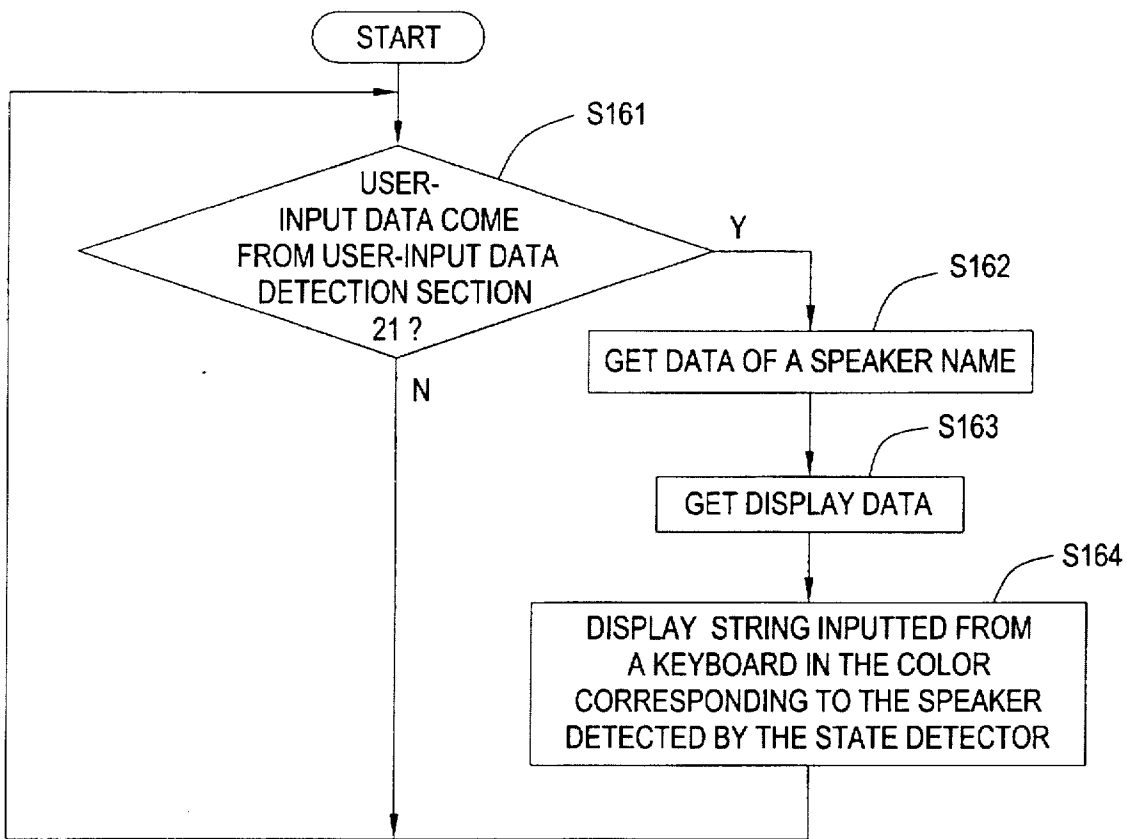 START
S161
USER-
INPUT DATA COME
FROM USER-INPUT DATA
DETECTION SECTION
21 ?
Y
N
S162
GET DATA OF A SPEAKER NAME
S163
GET DISPLAY DATA
S164
DISPLAY STRING INPUTTED FROM
A KEYBOARD IN THE COLOR
CORRESPONDING TO THE SPEAKER
DETECTED BY THE STATE DETECTOR